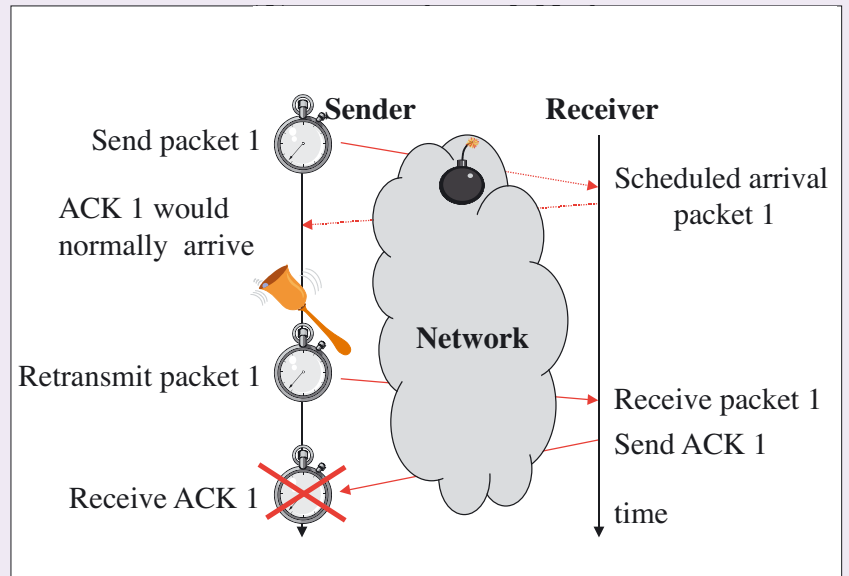 Sender
Receiver
Send packet 1
Scheduled arrival
packet 1
ACK 1 would
normally arrive
Network
Retransmit packet 1
Receive packet 1
Send ACK 1
Receive ACK 1
time